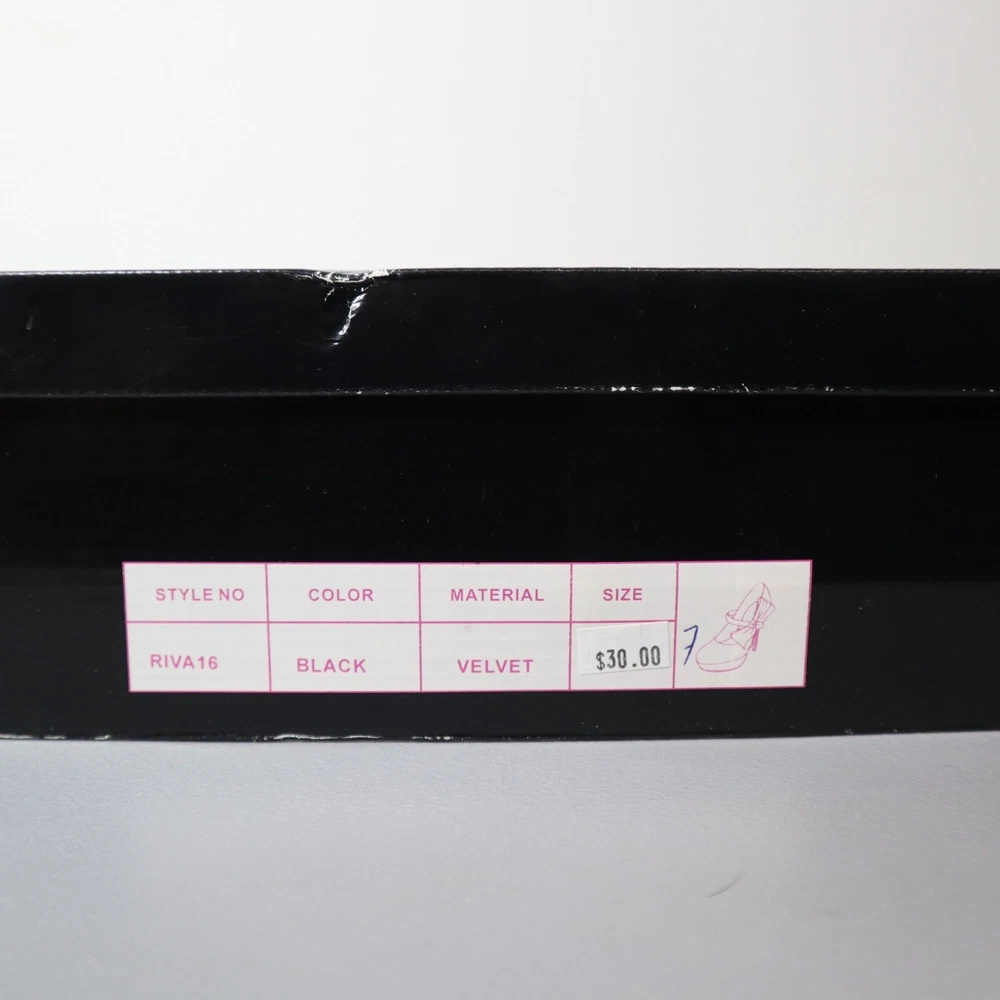 STYLE NO COLOR MATERIAL SIZE
RIVA16 BLACK VELVET $30.00 7